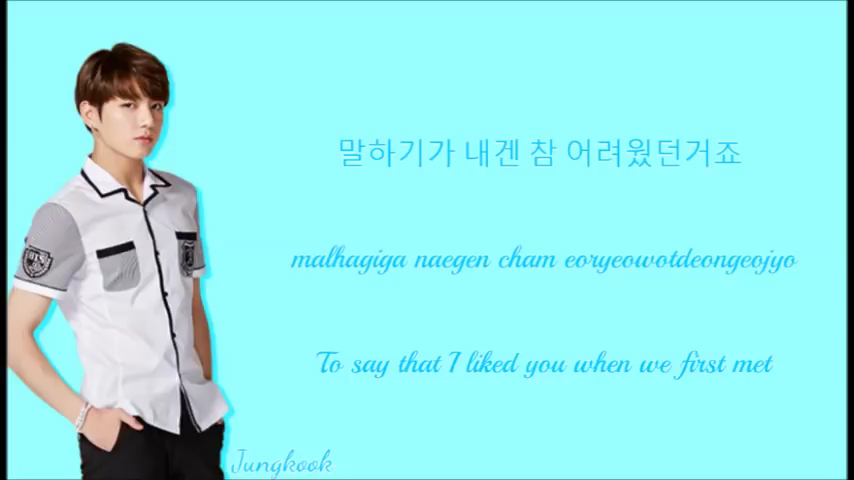 말하기가 내겐 참 어려웠던거죠
malhagiga naegen cham eoryeowotdeongeojyo
To say that I liked you when we first met
Jungkook